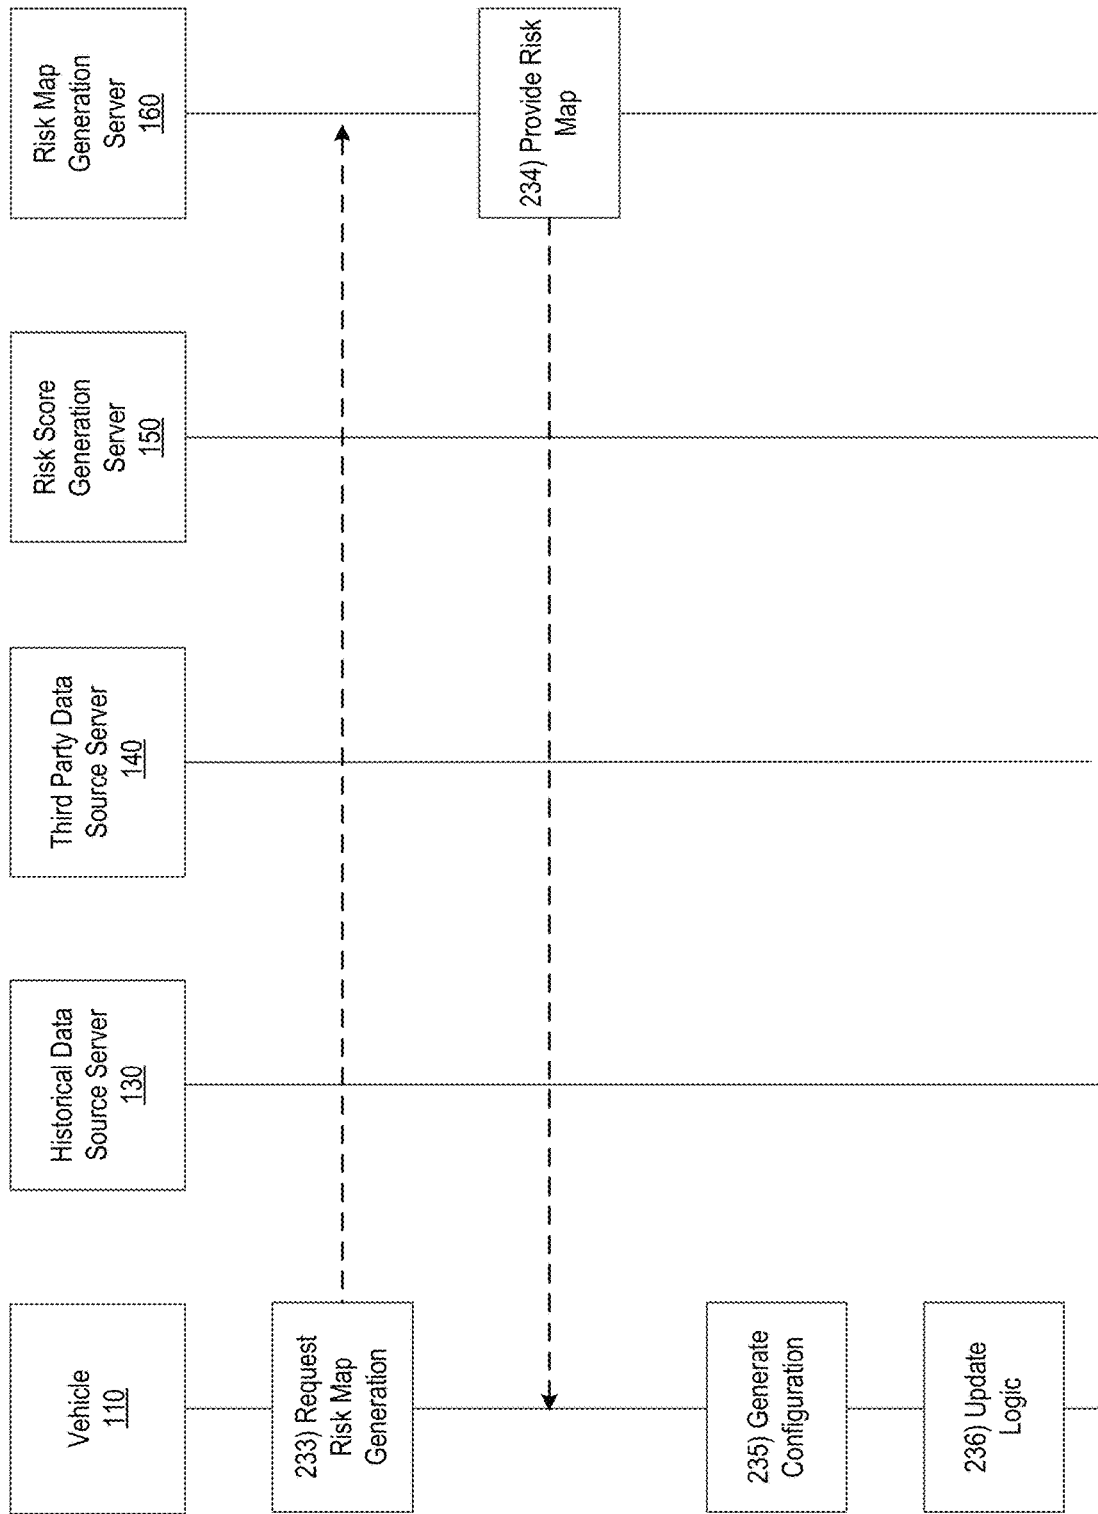 Vehicle
110
Historical Data
Source Server
130
Third Party Data
Source Server
140
Risk Score
Generation
Server
150
Risk Map
Generation
Server
160
233) Request
Risk Map
Generation
234) Provide Risk
Map
235) Generate
Configuration
236) Update
Logic